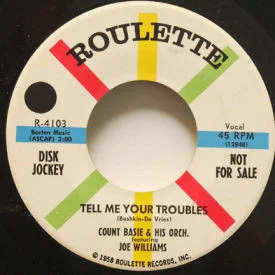 ROULETTE
R-4103
Barton Music
(ASCAP) 3:00
Vocal
45 RPM
(12848)
DISK
JOCKEY
NOT
FOR SALE
TELL ME YOUR TROUBLES
(Bushkin-De Vries)
COUNT BASIE & HIS ORCH.
featuring
JOE WILLIAMS
© 1958 ROULETTE RECORDS, INC.